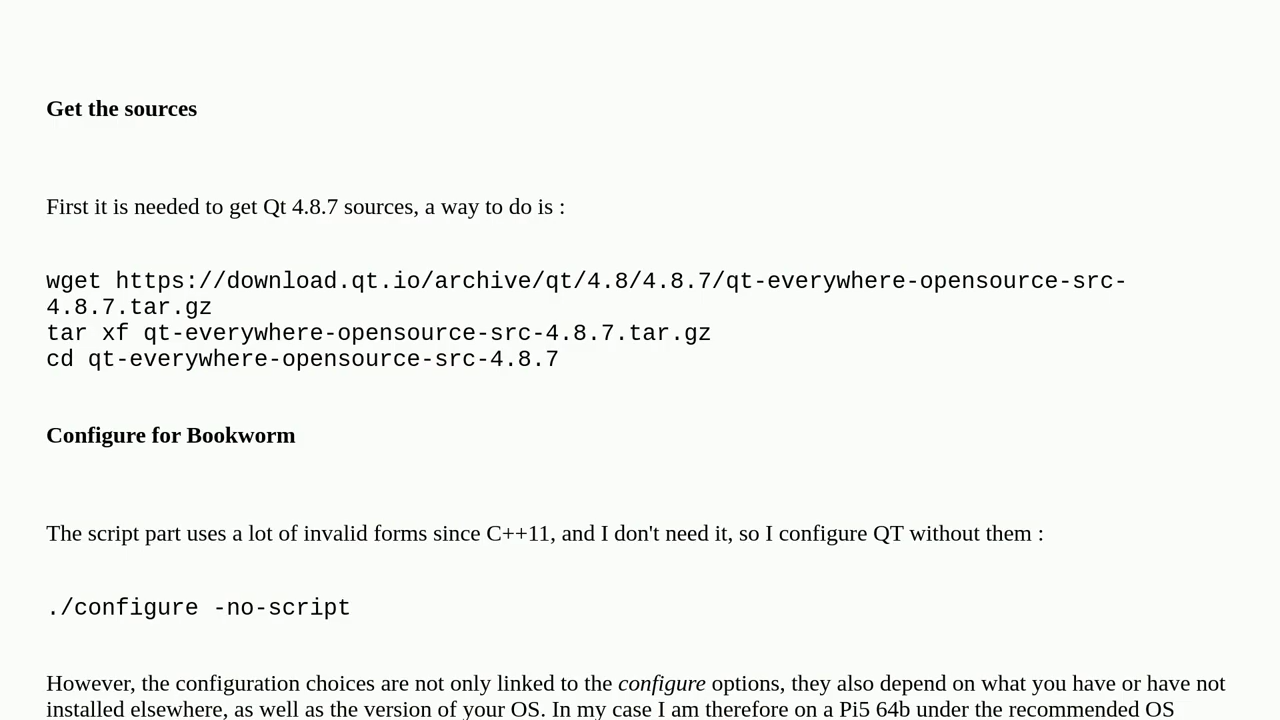 Get the sources
First it is needed to get Qt 4.8.7 sources, a way to do is :
wget https://download.qt.io/archive/qt/4.8/4.8.7/qt-everywhere-opensource-src-
4.8.7.tar.gz
tar xf qt-everywhere-opensource-src-4.8.7.tar.gz
cd qt-everywhere-opensource-src-4.8.7
Configure for Bookworm
The script part uses a lot of invalid forms since C++11, and I don't need it, so I configure QT without them :
./configure -no-script
However, the configuration choices are not only linked to the configure options, they also depend on what you have or have not
installed elsewhere, as well as the version of your OS. In my case I am therefore on a Pi5 64b under the recommended OS